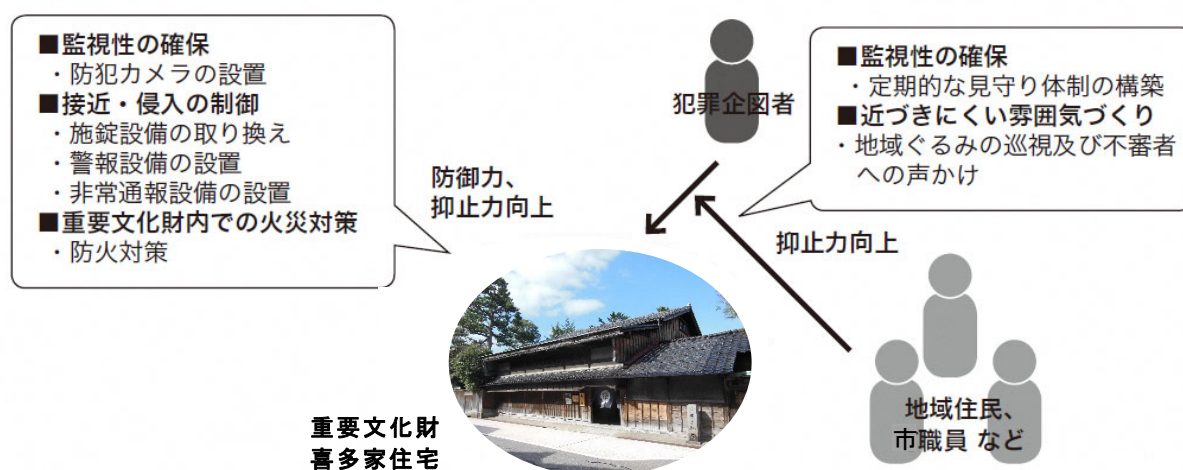 ■監視性の確保
・防犯カメラの設置
■接近・侵入の制御
・施錠設備の取り換え
・警報設備の設置
・非常通報設備の設置
■重要文化財内での火災対策
・防火対策
防御力、
抑止力向上
犯罪企図者
■監視性の確保
・定期的な見守り体制の構築
■近づきにくい雰囲気づくり
・地域ぐるみの巡視及び不審者
への声かけ
抑止力向上
地域住民、
市職員 など
重要文化財
喜多家住宅